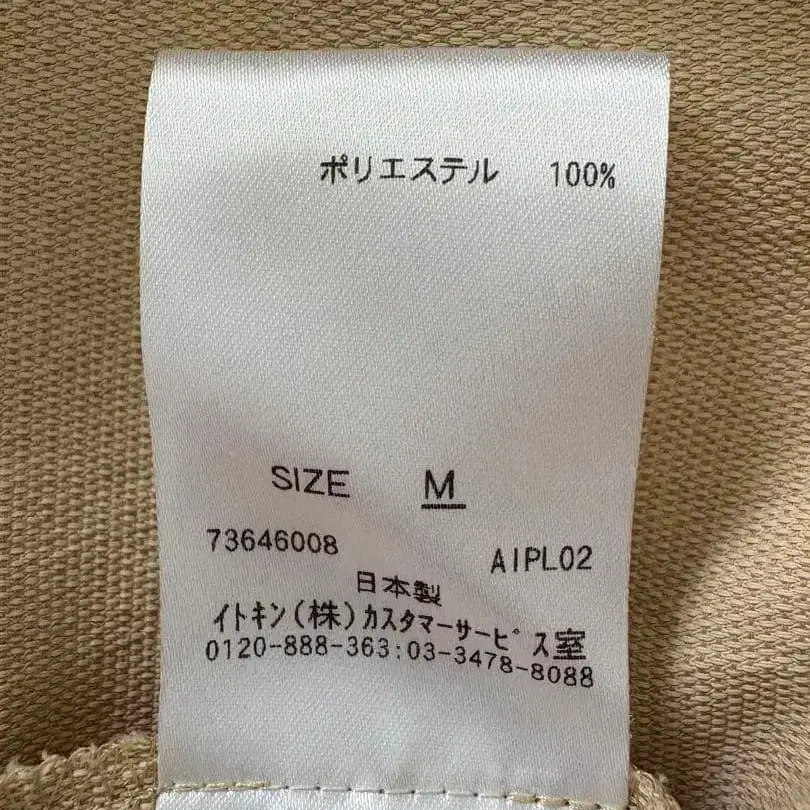 ポリエステル 100%
SIZE M
73646008 AIPL02
日本製
イトキン(株)カスタマーサービス室
0120-888-363:03-3478-8088